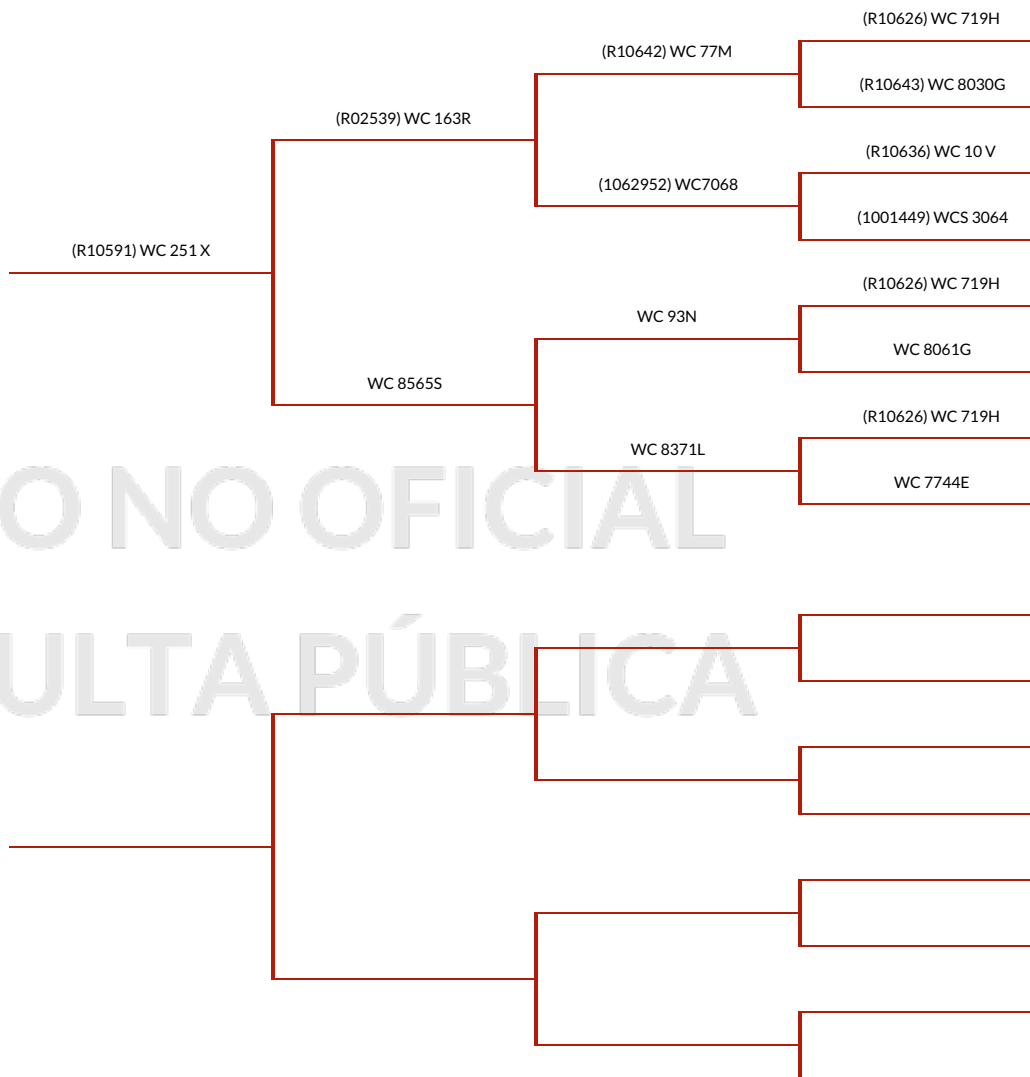 (R10626) WC 719H
(R10642) WC 77M
(R10643) WC 8030G
(R02539) WC 163R
(R10636) WC 10 V
(1062952) WC7068
(1001449) WCS 3064
(R10591) WC 251 X
(R10626) WC 719H
WC 93N
WC 8061G
WC 8565S
(R10626) WC 719H
WC 8371L
WC 7744E
O NO OFICIAL
ULTA PÚBLICA